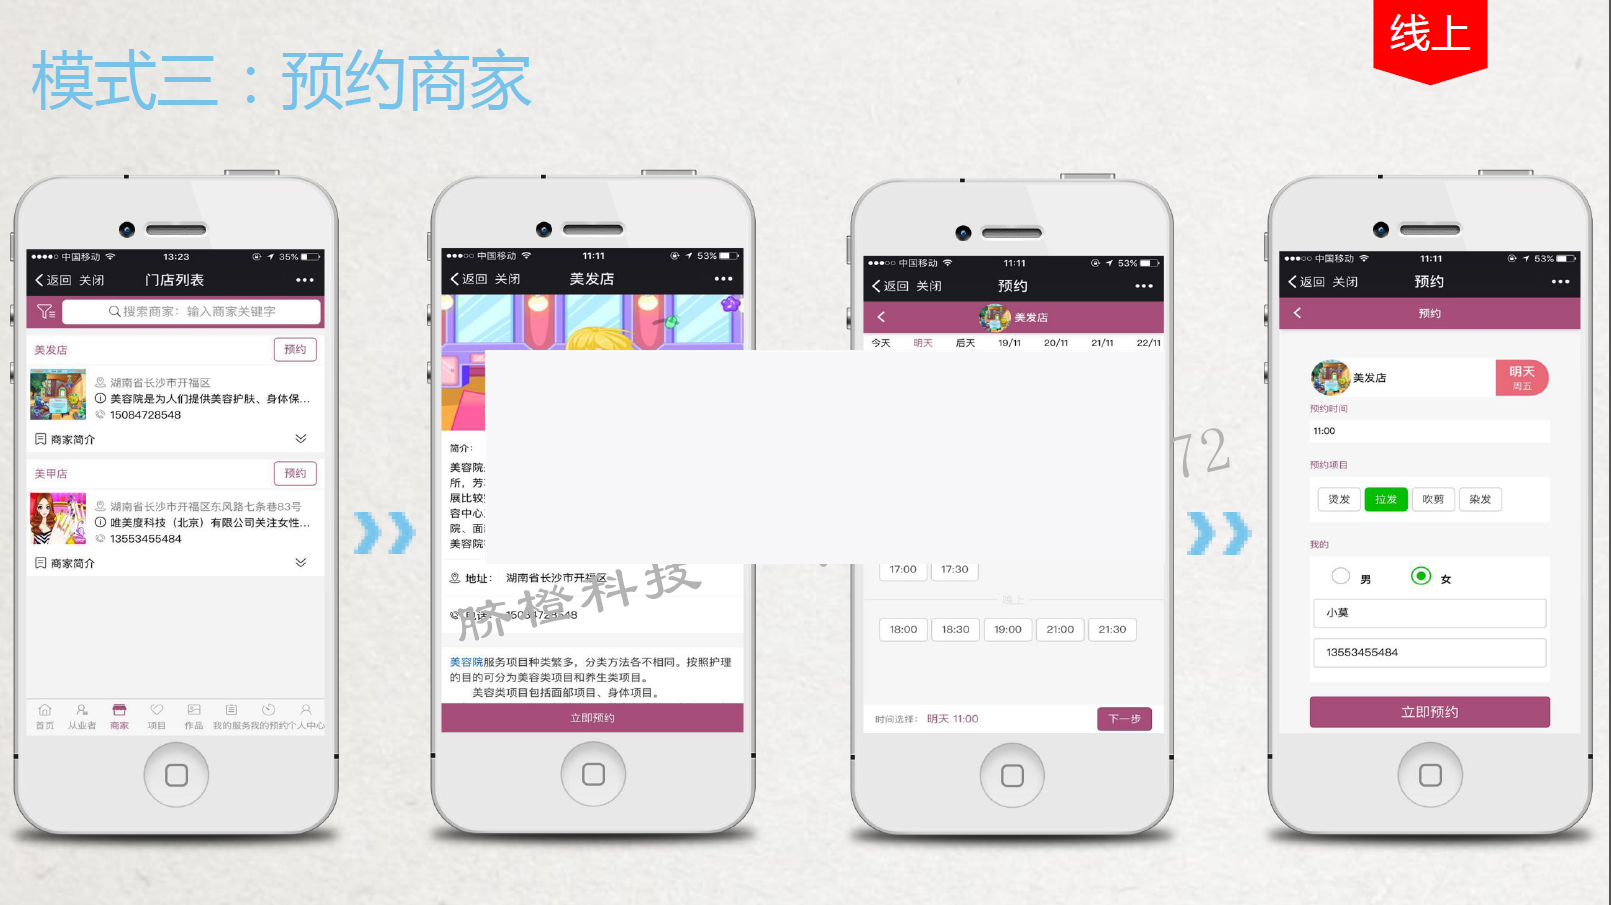 线上
模式三：预约商家
中国移动 13:23 35%
返回 关闭 门店列表
搜索商家：输入商家关键字
美发店 预约
湖南省长沙市开福区
美容院是为人们提供美容护肤、身体保...
15084728548
商家简介
美甲店 预约
湖南省长沙市开福区东风路七条巷83号
唯美度科技（北京）有限公司关注女性...
13553455484
商家简介
首页 从业者 商家 项目 作品 我的服务 我的预约 个人中心
中国移动 11:11 53%
返回 关闭 美发店
简介：
美容院
所，芳
展比较
容中心
院、面
美容院
地址： 湖南省长沙市开福区
电话： 15084728548
脐橙科技
美容院服务项目种类繁多，分类方法各不相同。按照护理
的目的可分为美容类项目和养生类项目。
美容类项目包括面部项目、身体项目。
立即预约
中国移动 11:11 53%
返回 关闭 预约
美发店
今天 明天 后天 19/11 20/11 21/11 22/11
72
17:00 17:30
晚上
18:00 18:30 19:00 21:00 21:30
时间选择： 明天 11:00 下一步
中国移动 11:11 53%
返回 关闭 预约
预约
美发店 明天
周五
预约时间
11:00
预约项目
烫发 拉发 吹剪 染发
我的
男 女
小莫
13553455484
立即预约